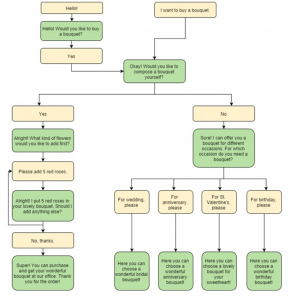 Hello!
I want to buy a bouquet
Hello! Would you like to
buy a bouquet?
Yes
Okay! Would you like to
compose a bouquet
yourself?
Yes
No
Alright! What kind of flowers
would you like to add first?
Sure! I can offer you a
bouquet for different
occasions. For which
occasion do you need a
bouquet?
Please add 5 red roses.
Alright! I put 5 red roses in
your lovely bouquet. Should I
add anything else?
For wedding,
please
For
anniversary,
please
For St.
Valentine's,
please
For birthday,
please
No, thanks.
Super! You can purchase
and get your wonderful
bouquet at our office. Thank
you for the order!
Here you can
choose a
wonderful bridal
bouquet!
Here you can
choose a
wonderful
anniversary
bouquet!
Here you can
choose a lovely
bouquet for
your
sweetheart!
Here you can
choose a
wonderful
birthday
bouquet!